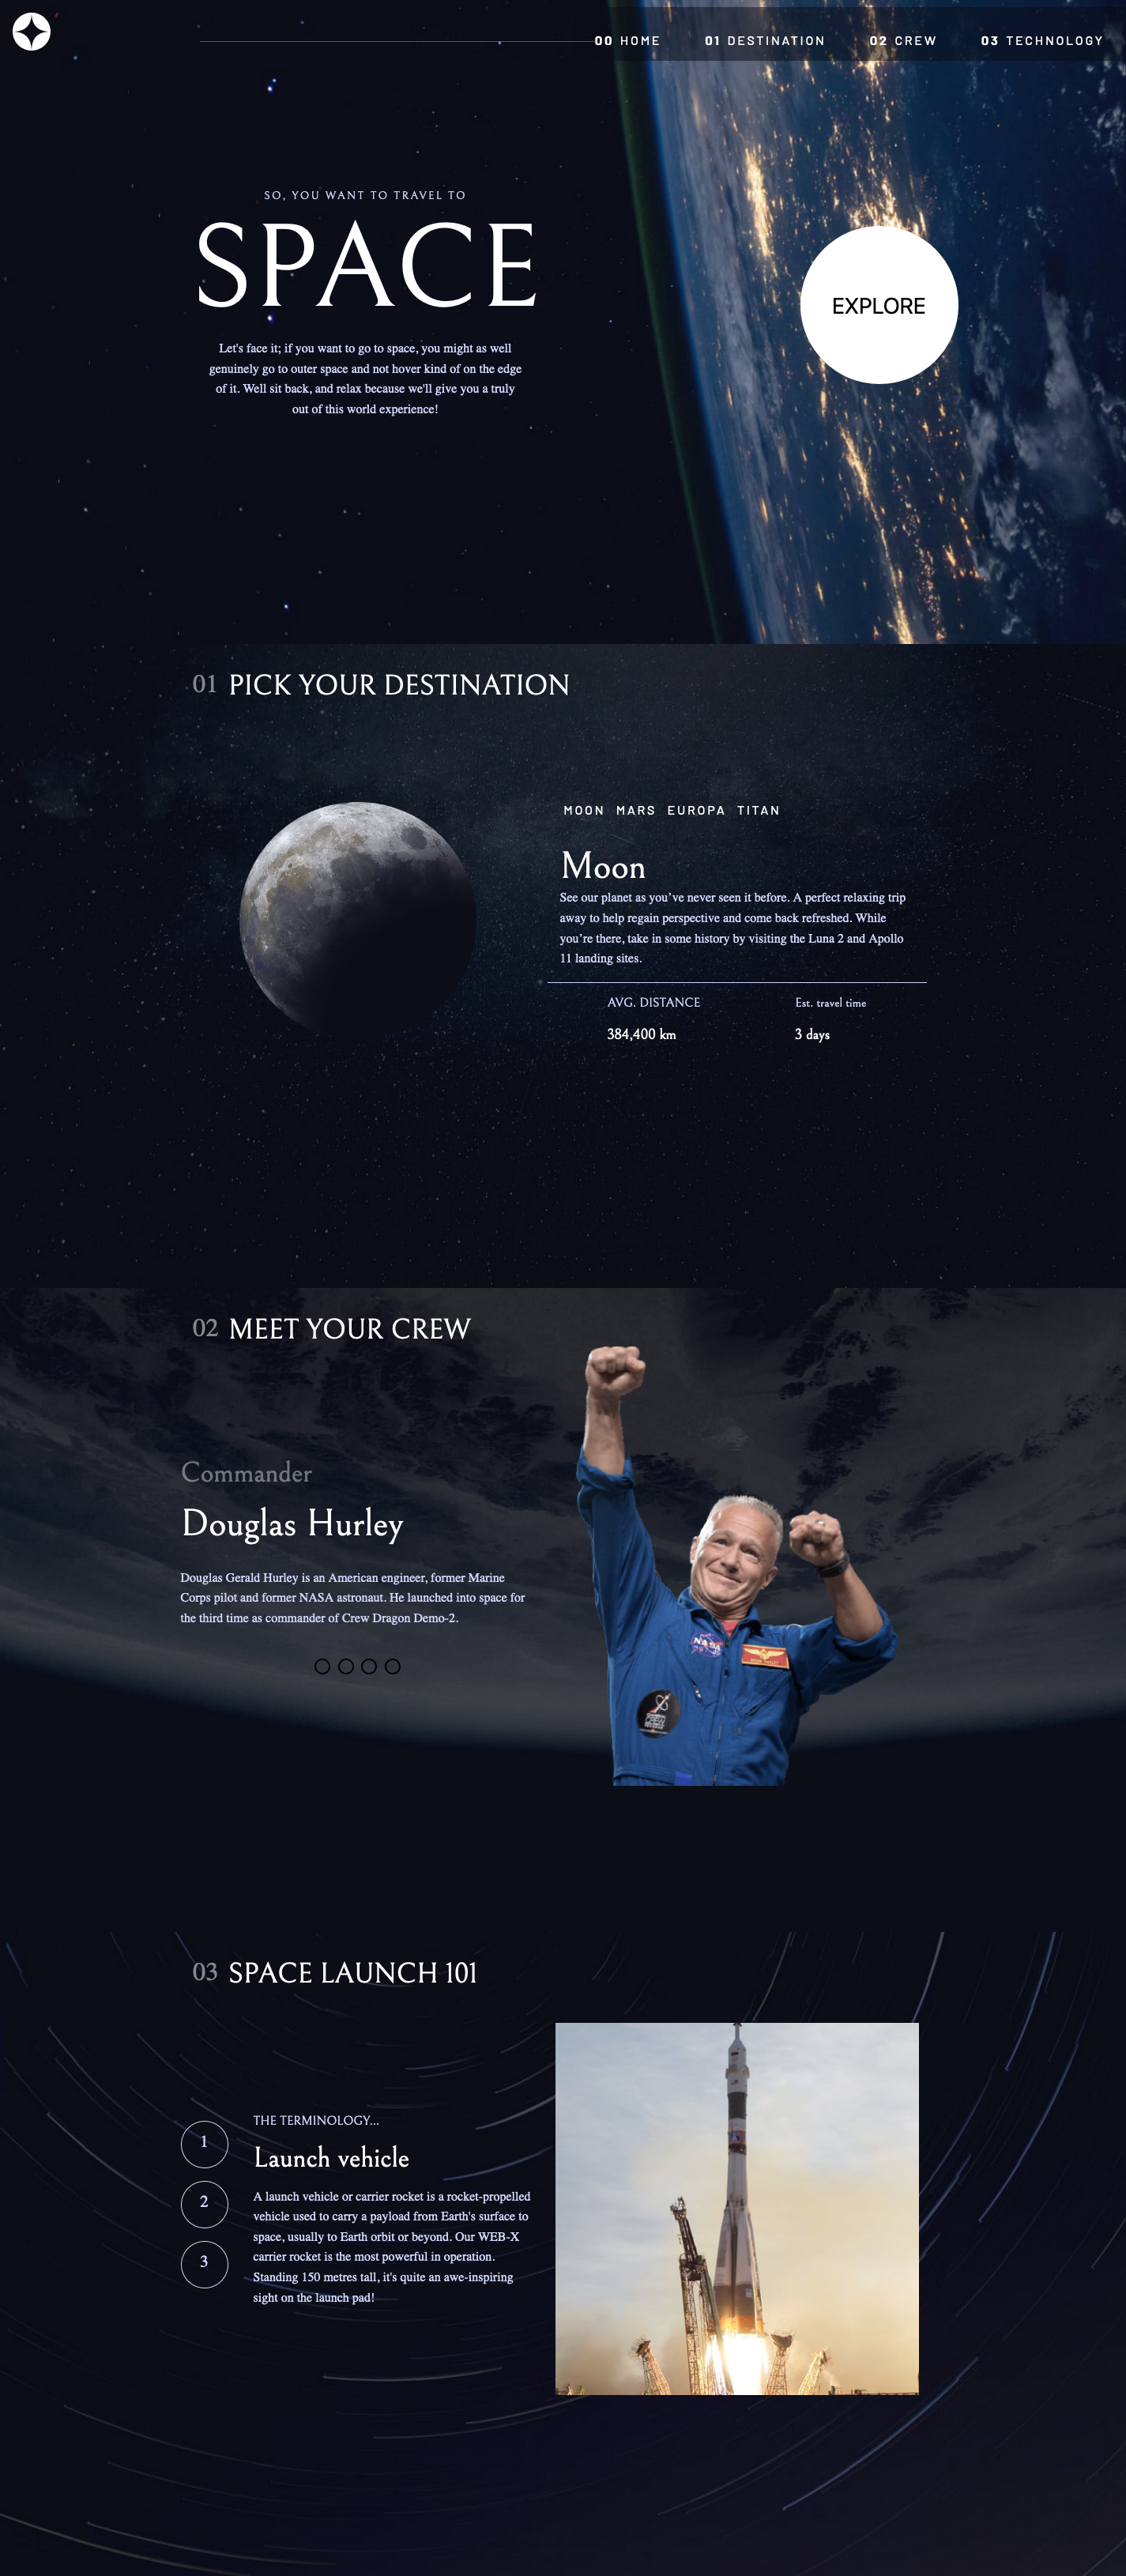 00 HOME 01 DESTINATION 02 CREW 03 TECHNOLOGY
SO, YOU WANT TO TRAVEL TO
SPACE
Let's face it; if you want to go to space, you might as well
genuinely go to outer space and not hover kind of on the edge
of it. Well sit back, and relax because we'll give you a truly
out of this world experience!
EXPLORE
01 PICK YOUR DESTINATION
MOON MARS EUROPA TITAN
Moon
See our planet as you’ve never seen it before. A perfect relaxing trip
away to help regain perspective and come back refreshed. While
you’re there, take in some history by visiting the Luna 2 and Apollo
11 landing sites.
AVG. DISTANCE
384,400 km
Est. travel time
3 days
02 MEET YOUR CREW
Commander
Douglas Hurley
Douglas Gerald Hurley is an American engineer, former Marine
Corps pilot and former NASA astronaut. He launched into space for
the third time as commander of Crew Dragon Demo-2.
NASA
03 SPACE LAUNCH 101
1
2
3
THE TERMINOLOGY...
Launch vehicle
A launch vehicle or carrier rocket is a rocket-propelled
vehicle used to carry a payload from Earth's surface to
space, usually to Earth orbit or beyond. Our WEB-X
carrier rocket is the most powerful in operation.
Standing 150 metres tall, it's quite an awe-inspiring
sight on the launch pad!